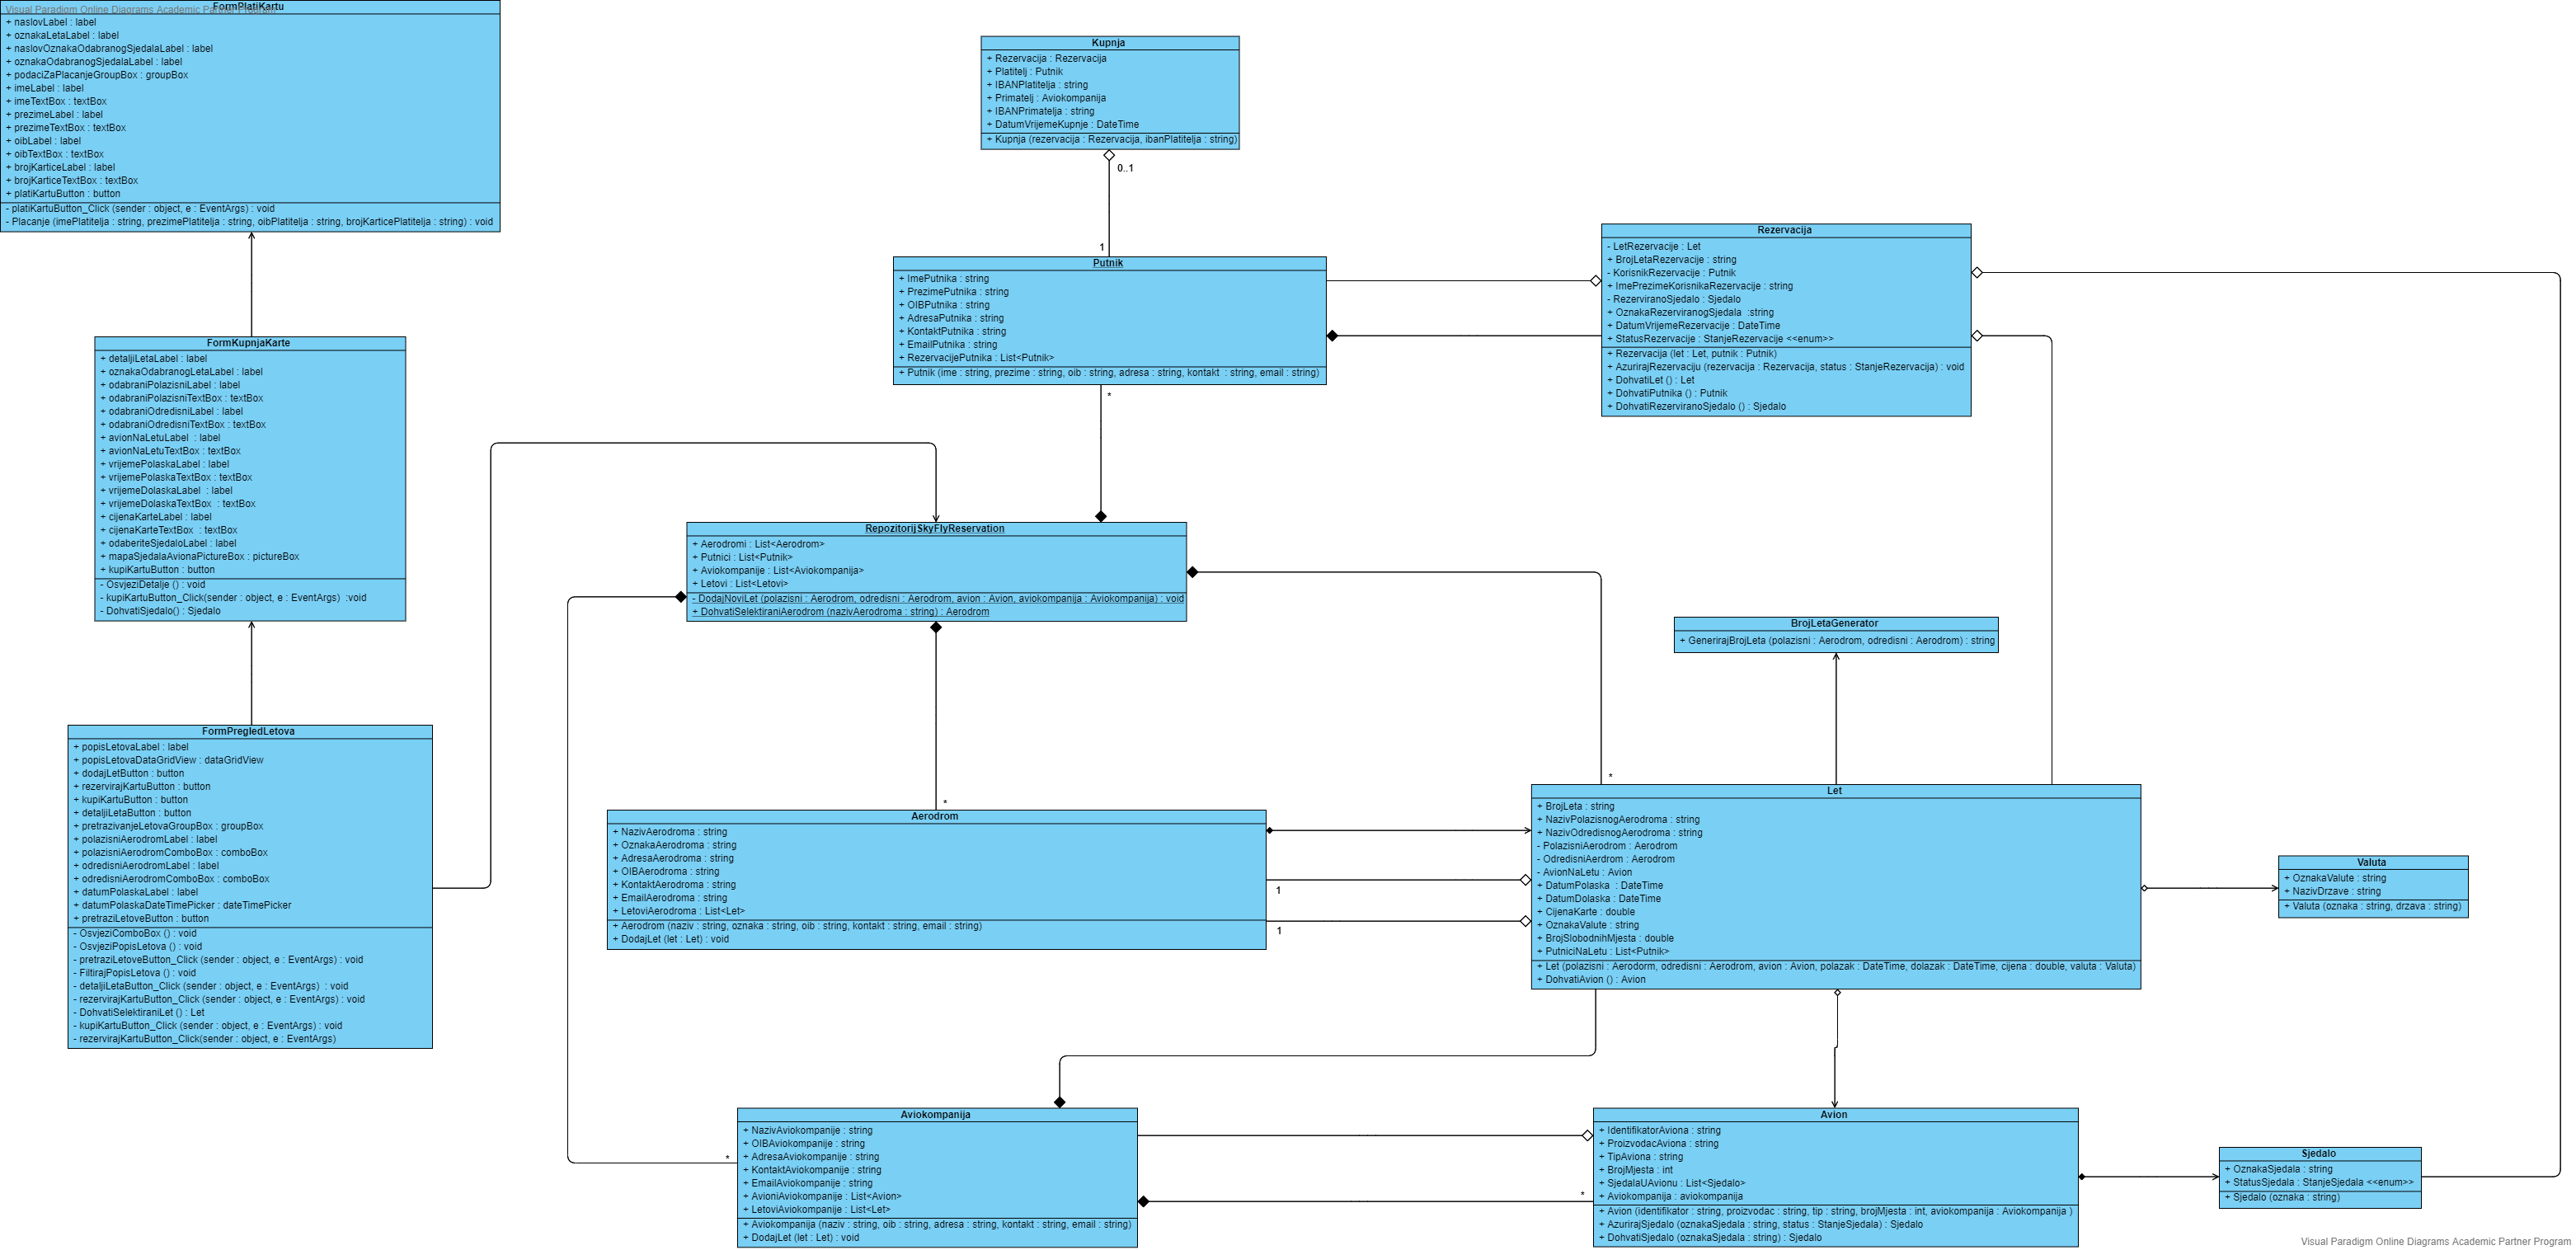 Visual Paradigm Online Diagrams Academic Partner Program
FormPlatiKartu
+ naslovLabel : label
+ oznakaLetaLabel : label
+ naslovOznakaOdabranogSjedalaLabel : label
+ oznakaOdabranogSjedalaLabel : label
+ podaciZaPlacanjeGroupBox : groupBox
+ imeLabel : label
+ imeTextBox : textBox
+ prezimeLabel : label
+ prezimeTextBox : textBox
+ oibLabel : label
+ oibTextBox : textBox
+ brojKarticeLabel : label
+ brojKarticeTextBox : textBox
+ platiKartuButton : button
- platiKartuButton_Click (sender : object, e : EventArgs) : void
- Placanje (imePlatitelja : string, prezimePlatitelja : string, oibPlatitelja : string, brojKarticePlatitelja : string) : void
Kupnja
+ Rezervacija : Rezervacija
+ Platitelj : Putnik
+ IBANPlatitelja : string
+ Primatelj : Aviokompanija
+ IBANPrimatelja : string
+ DatumVrijemeKupnje : DateTime
+ Kupnja (rezervacija : Rezervacija, ibanPlatitelja : string)
0..1
1
Putnik
+ ImePutnika : string
+ PrezimePutnika : string
+ OIBPutnika : string
+ AdresaPutnika : string
+ KontaktPutnika : string
+ EmailPutnika : string
+ RezervacijePutnika : List<Putnik>
+ Putnik (ime : string, prezime : string, oib : string, adresa : string, kontakt  : string, email : string)
*
Rezervacija
- LetRezervacije : Let
+ BrojLetaRezervacije : string
- KorisnikRezervacije : Putnik
+ ImePrezimeKorisnikaRezervacije : string
- RezerviranoSjedalo : Sjedalo
+ OznakaRezerviranogSjedala  :string
+ DatumVrijemeRezervacije : DateTime
+ StatusRezervacije : StanjeRezervacije <<enum>>
+ Rezervacija (let : Let, putnik : Putnik)
+ AzurirajRezervaciju (rezervacija : Rezervacija, status : StanjeRezervacija) : void
+ DohvatiLet () : Let
+ DohvatiPutnika () : Putnik
+ DohvatiRezerviranoSjedalo () : Sjedalo
FormKupnjaKarte
+ detaljiLetaLabel : label
+ oznakaOdabranogLetaLabel : label
+ odabraniPolazisniLabel : label
+ odabraniPolazisniTextBox : textBox
+ odabraniOdredisniLabel : label
+ odabraniOdredisniTextBox : textBox
+ avionNaLetuLabel  : label
+ avionNaLetuTextBox : textBox
+ vrijemePolaskaLabel : label
+ vrijemePolaskaTextBox : textBox
+ vrijemeDolaskaLabel  : label
+ vrijemeDolaskaTextBox  : textBox
+ cijenaKarteLabel : label
+ cijenaKarteTextBox  : textBox
+ odaberiteSjedaloLabel : label
+ mapaSjedalaAvionaPictureBox : pictureBox
+ kupiKartuButton : button
- OsvjeziDetalje () : void
- kupiKartuButton_Click(sender : object, e : EventArgs)  :void
- DohvatiSjedalo() : Sjedalo
RepozitorijSkyFlyReservation
+ Aerodromi : List<Aerodrom>
+ Putnici : List<Putnik>
+ Aviokompanije : List<Aviokompanija>
+ Letovi : List<Letovi>
- DodajNoviLet (polazisni : Aerodrom, odredisni : Aerodrom, avion : Avion, aviokompanija : Aviokompanija) : void
+ DohvatiSelektiraniAerodrom (nazivAerodroma : string) : Aerodrom
BrojLetaGenerator
+ GenerirajBrojLeta (polazisni : Aerodrom, odredisni : Aerodrom) : string
FormPregledLetova
+ popisLetovaLabel : label
+ popisLetovaDataGridView : dataGridView
+ dodajLetButton : button
+ rezervirajKartuButton : button
+ kupiKartuButton : button
+ detaljiLetaButton : button
+ pretrazivanjeLetovaGroupBox : groupBox
+ polazisniAerodromLabel : label
+ polazisniAerodromComboBox : comboBox
+ odredisniAerodromLabel : label
+ odredisniAerodromComboBox : comboBox
+ datumPolaskaLabel : label
+ datumPolaskaDateTimePicker : dateTimePicker
+ pretraziLetoveButton : button
- OsvjeziComboBox () : void
- OsvjeziPopisLetova () : void
- pretraziLetoveButton_Click (sender : object, e : EventArgs) : void
- FiltirajPopisLetova () : void
- detaljiLetaButton_Click (sender : object, e : EventArgs)  : void
- rezervirajKartuButton_Click (sender : object, e : EventArgs) : void
- DohvatiSelektiraniLet () : Let
- kupiKartuButton_Click (sender : object, e : EventArgs) : void
- rezervirajKartuButton_Click(sender : object, e : EventArgs)
*
Aerodrom
+ NazivAerodroma : string
+ OznakaAerodroma : string
+ AdresaAerodroma : string
+ OIBAerodroma : string
+ KontaktAerodroma : string
+ EmailAerodroma : string
+ LetoviAerodroma : List<Let>
+ Aerodrom (naziv : string, oznaka : string, oib : string, kontakt : string, email : string)
+ DodajLet (let : Let) : void
1
1
*
Let
+ BrojLeta : string
+ NazivPolazisnogAerodroma : string
+ NazivOdredisnogAerodroma : string
- PolazisniAerodrom : Aerodrom
- OdredisniAerdrom : Aerodrom
- AvionNaLetu : Avion
+ DatumPolaska  : DateTime
+ DatumDolaska : DateTime
+ CijenaKarte : double
+ OznakaValute : string
+ BrojSlobodnihMjesta : double
+ PutniciNaLetu : List<Putnik>
+ Let (polazisni : Aerodorm, odredisni : Aerodrom, avion : Avion, polazak : DateTime, dolazak : DateTime, cijena : double, valuta : Valuta)
+ DohvatiAvion () : Avion
Valuta
+ OznakaValute : string
+ NazivDrzave : string
+ Valuta (oznaka : string, drzava : string)
*
Aviokompanija
+ NazivAviokompanije : string
+ OIBAviokompanije : string
+ AdresaAviokompanije : string
+ KontaktAviokompanije : string
+ EmailAviokompanije : string
+ AvioniAviokompanije : List<Avion>
+ LetoviAviokompanije : List<Let>
+ Aviokompanija (naziv : string, oib : string, adresa : string, kontakt : string, email : string)
+ DodajLet (let : Let) : void
*
Avion
+ IdentifikatorAviona : string
+ ProizvodacAviona : string
+ TipAviona : string
+ BrojMjesta : int
+ SjedalaUAvionu : List<Sjedalo>
+ Aviokompanija : aviokompanija
+ Avion (identifikator : string, proizvodac : string, tip : string, brojMjesta : int, aviokompanija : Aviokompanija )
+ AzurirajSjedalo (oznakaSjedala : string, status : StanjeSjedala) : Sjedalo
+ DohvatiSjedalo (oznakaSjedala : string) : Sjedalo
Sjedalo
+ OznakaSjedala : string
+ StatusSjedala : StanjeSjedala <<enum>>
+ Sjedalo (oznaka : string)
Visual Paradigm Online Diagrams Academic Partner Program